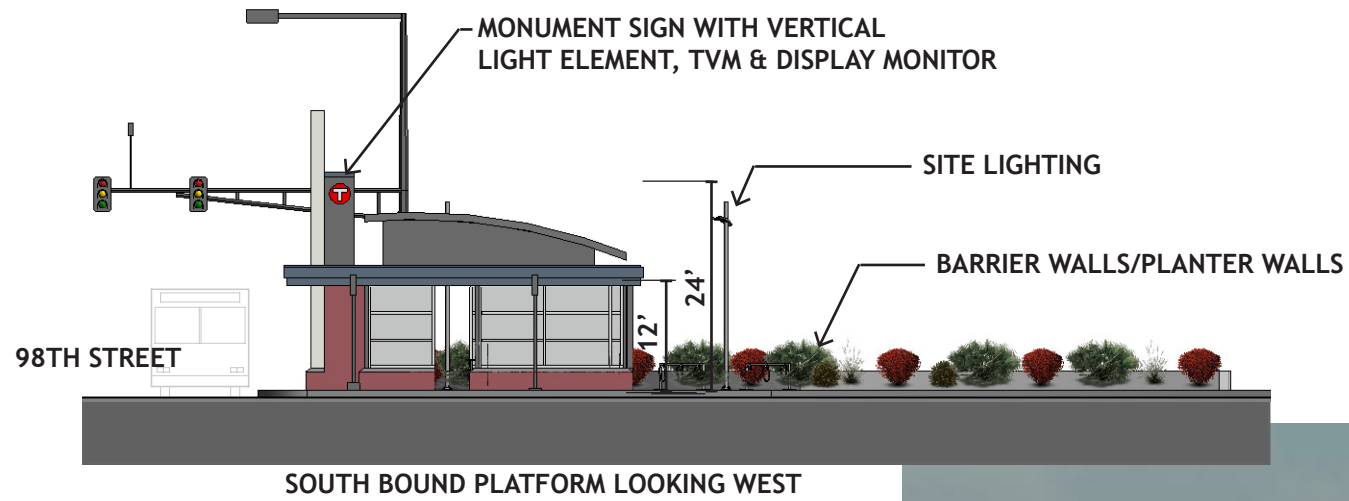 MONUMENT SIGN WITH VERTICAL
LIGHT ELEMENT, TVM & DISPLAY MONITOR
T
SITE LIGHTING
BARRIER WALLS/PLANTER WALLS
24’
12’
98TH STREET
SOUTH BOUND PLATFORM LOOKING WEST